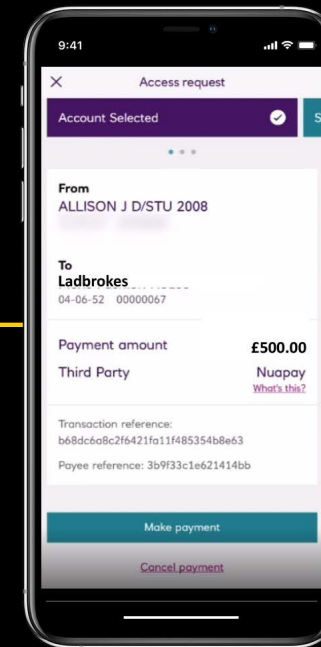 9:41
Access request
Account Selected
S
From
ALLISON J D/STU 2008
To
Ladbrokes
04-06-52 00000067
Payment amount £500.00
Third Party Nuapay
What's this?
Transaction reference:
b68dc6a8c2f6421fa11f485354b8e63
Payee reference: 3b9f33c1e621414bb
Make payment
Cancel payment